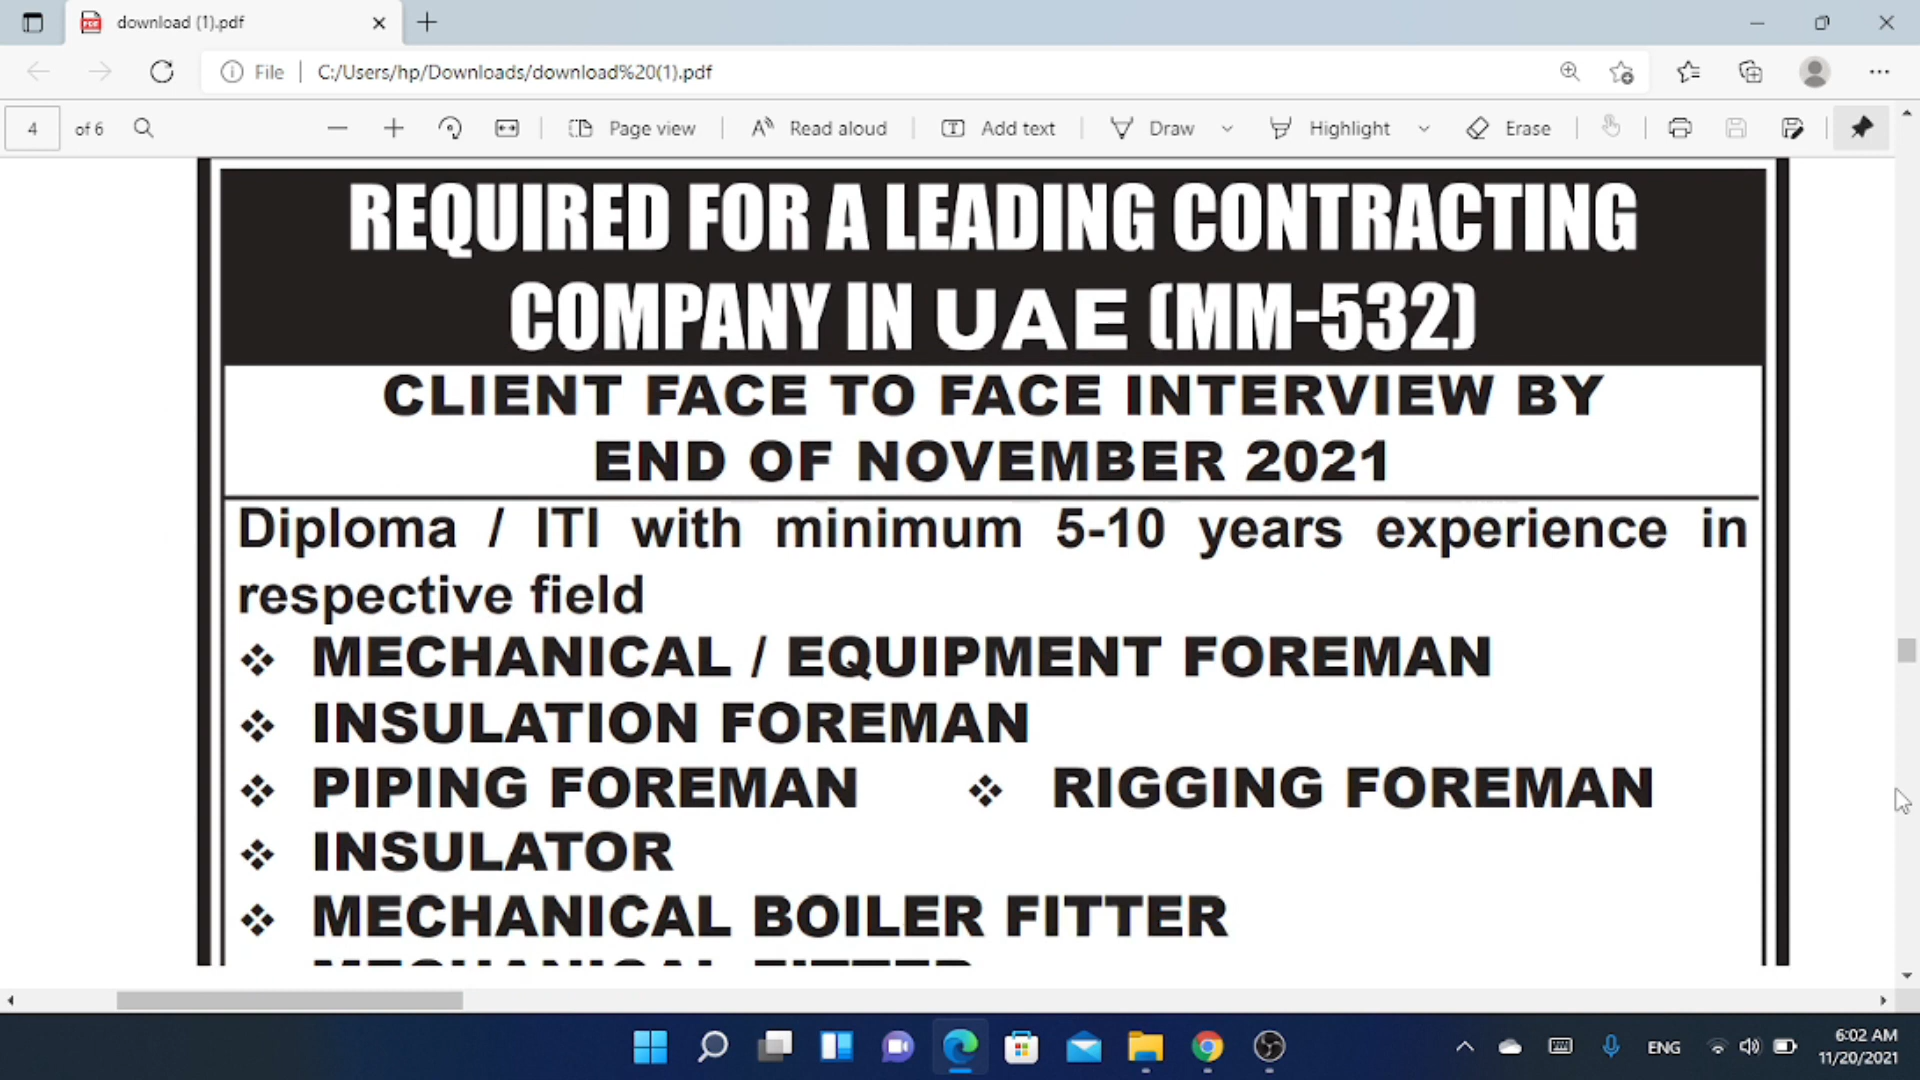 download (1).pdf
File
C:/Users/hp/Downloads/download%20(1).pdf
4 of 6
Page view
Read aloud
Add text
Draw
Highlight
Erase
REQUIRED FOR A LEADING CONTRACTING
COMPANY IN UAE (MM-532)
CLIENT FACE TO FACE INTERVIEW BY
END OF NOVEMBER 2021
Diploma / ITI with minimum 5-10 years experience in
respective field
❖ MECHANICAL / EQUIPMENT FOREMAN
❖ INSULATION FOREMAN
❖ PIPING FOREMAN ❖ RIGGING FOREMAN
❖ INSULATOR
❖ MECHANICAL BOILER FITTER
ENG
6:02 AM
11/20/2021